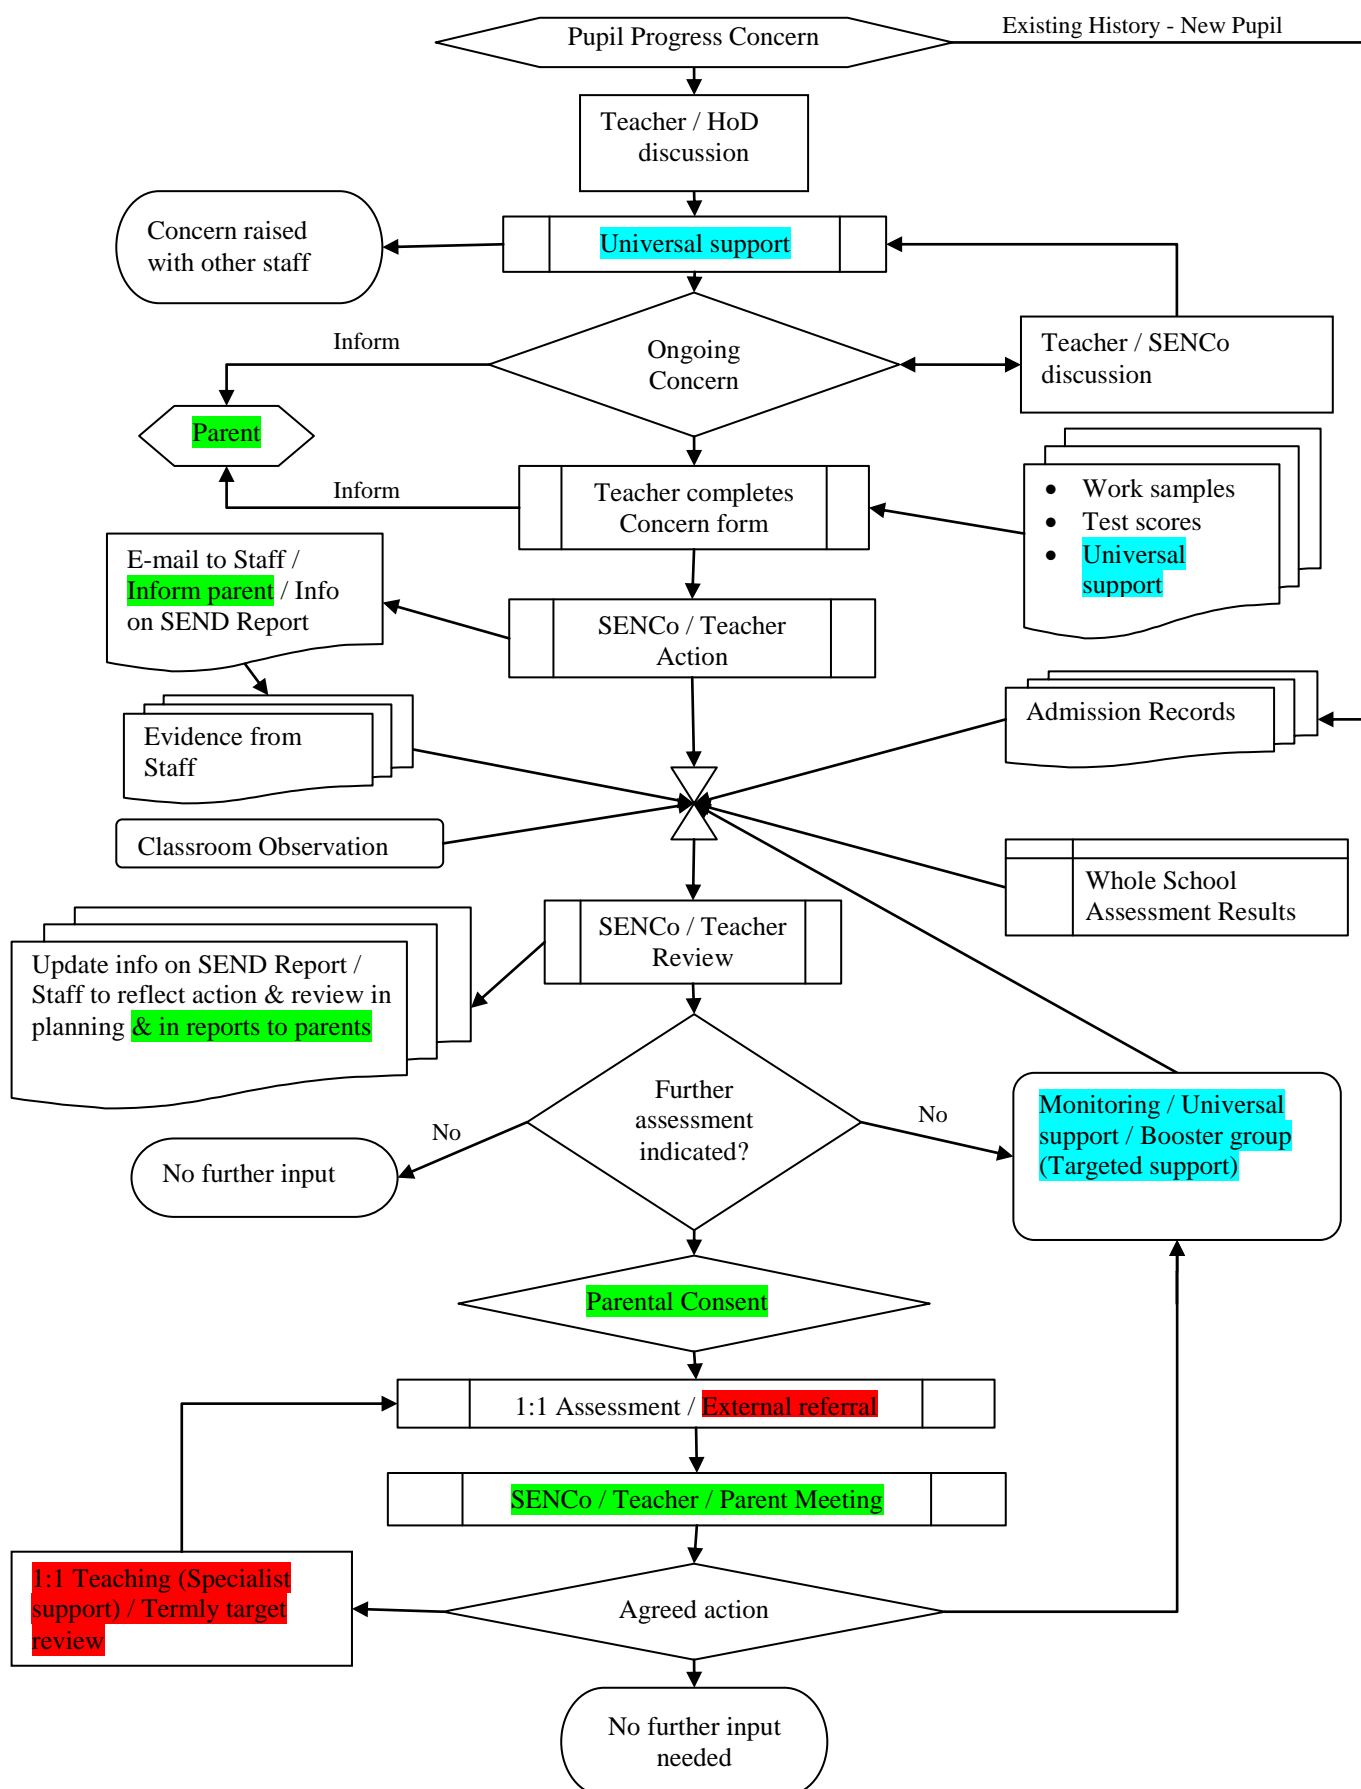 Pupil Progress Concern
Existing History - New Pupil
Teacher / HoD
discussion
Concern raised
with other staff
Universal support
Inform
Ongoing
Concern
Teacher / SENCo
discussion
Parent
Inform
Teacher completes
Concern form
• Work samples
• Test scores
• Universal
support
E-mail to Staff /
Inform parent / Info
on SEND Report
SENCo / Teacher
Action
Evidence from
Staff
Admission Records
Classroom Observation
Whole School
Assessment Results
SENCo / Teacher
Review
Update info on SEND Report /
Staff to reflect action & review in
planning & in reports to parents
Further
assessment
indicated?
No
No
No further input
Monitoring / Universal
support / Booster group
(Targeted support)
Parental Consent
1:1 Assessment / External referral
SENCo / Teacher / Parent Meeting
1:1 Teaching (Specialist
support) / Termly target
review
Agreed action
No further input
needed